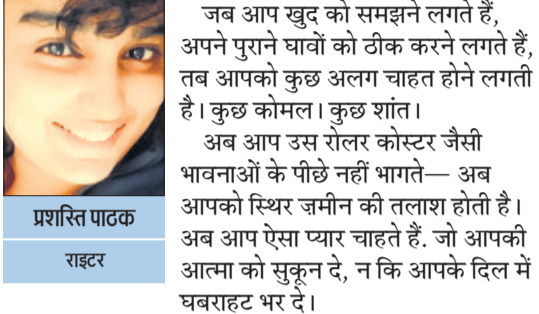 जब आप खुद को समझने लगते हैं,
अपने पुराने घावों को ठीक करने लगते हैं,
तब आपको कुछ अलग चाहत होने लगती
है। कुछ कोमल। कुछ शांत।
अब आप उस रोलर कोस्टर जैसी
भावनाओं के पीछे नहीं भागते— अब
आपको स्थिर ज़मीन की तलाश होती है।
अब आप ऐसा प्यार चाहते हैं. जो आपकी
आत्मा को सुकून दे, न कि आपके दिल में
घबराहट भर दे।
प्रशस्ति पाठक
राइटर